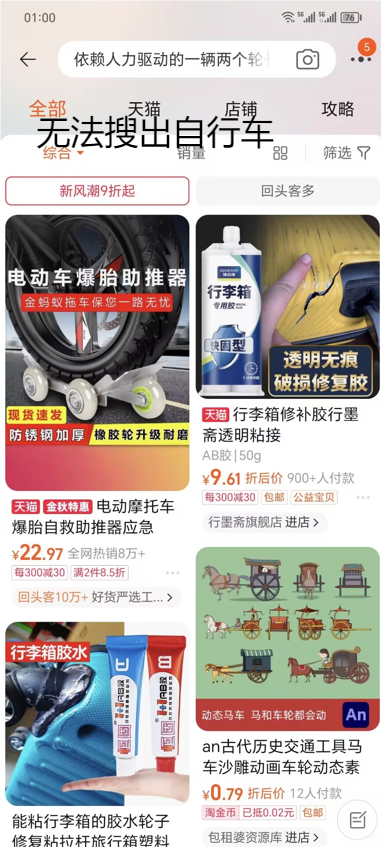 01:00
5G
5G
76
依赖人力驱动的一辆两个轮
5
全部
天猫
店铺
攻略
无法搜出自行车
综合
销量
筛选
新风潮9折起
回头客多
电动车爆胎助推器
金蚂蚁拖车保您一路无忧
现货速发
防锈钢加厚
橡胶轮升级耐磨
天猫 金秋特惠 电动摩托车
爆胎自救助推器应急
¥22.97 全网热销8万+
每300减30 满2件8.5折
回头客10万+ 好货严选工...
行李箱胶水
能粘行李箱的胶水轮子
修复粘拉杆旅行箱塑料
行李箱
专用胶
快固型
透明无痕
破损修复胶
天猫 行李箱修补胶行墨
斋透明粘接
AB胶|50g
¥9.61 折后价 900+人付款
每300减30 包邮 公益宝贝
行墨斋旗舰店 进店
动态马车 马和车轮都会动
An
an古代历史交通工具马
车沙雕动画车轮动态素
¥0.79 折后价 12人付款
淘金币 已抵0.02元 包邮
包租婆资源库 进店